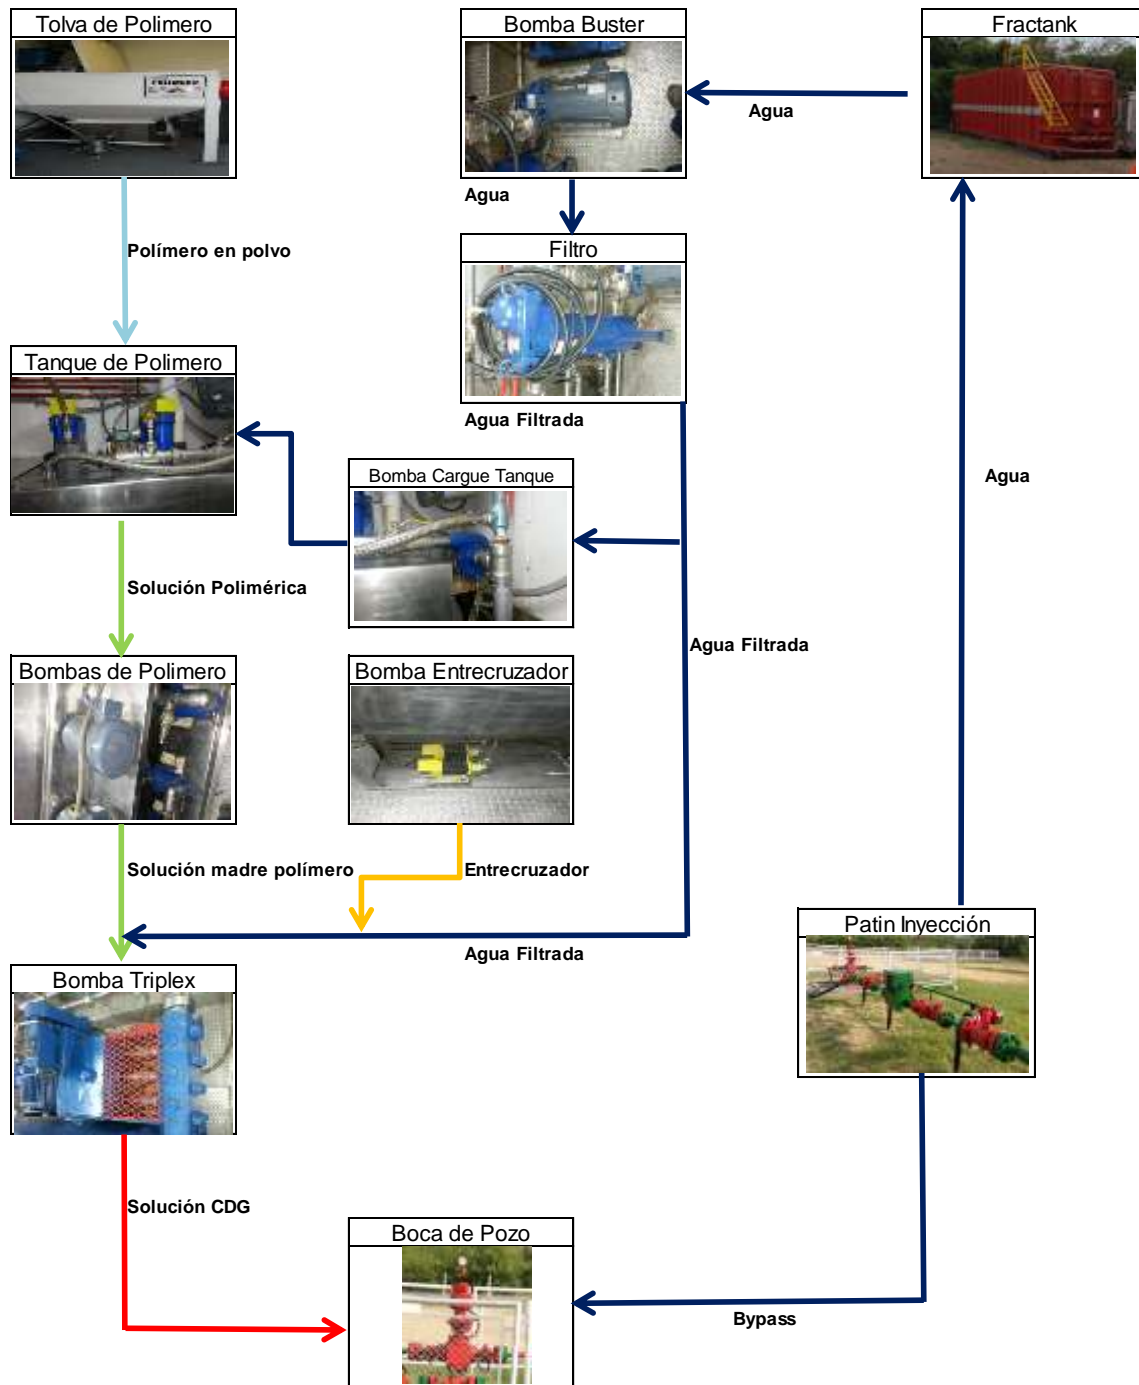 Tolva de Polimero
Bomba Buster
Fractank
Agua
Agua
Polímero en polvo
Filtro
Tanque de Polimero
Agua Filtrada
Bomba Cargue Tanque
Agua
Solución Polimérica
Agua Filtrada
Bombas de Polimero
Bomba Entrecruzador
Solución madre polímero
Entrecruzador
Patin Inyección
Agua Filtrada
Bomba Triplex
Solución CDG
Boca de Pozo
Bypass